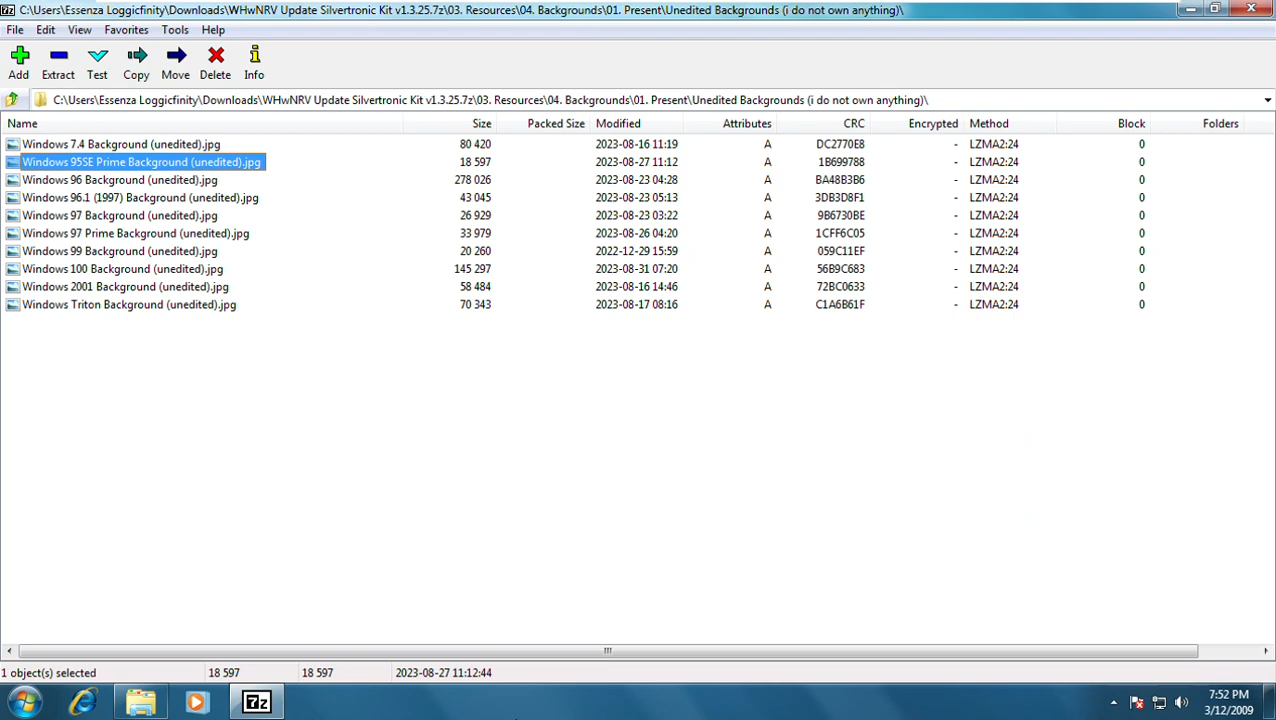 C:\Users\Essenza Loggicfinity\Downloads\WHwNRV Update Silvertronic Kit v1.3.25.7z\03. Resources\04. Backgrounds\01. Present\Unedited Backgrounds (i do not own anything)\
File Edit View Favorites Tools Help
Add Extract Test Copy Move Delete Info
C:\Users\Essenza Loggicfinity\Downloads\WHwNRV Update Silvertronic Kit v1.3.25.7z\03. Resources\04. Backgrounds\01. Present\Unedited Backgrounds (i do not own anything)\
Name Size Packed Size Modified Attributes CRC Encrypted Method Block Folders
Windows 7.4 Background (unedited).jpg 80 420 2023-08-16 11:19 A DC2770E8 - LZMA2:24 0
Windows 95SE Prime Background (unedited).jpg 18 597 2023-08-27 11:12 A 1B699788 - LZMA2:24 0
Windows 96 Background (unedited).jpg 278 026 2023-08-23 04:28 A BA48B3B6 - LZMA2:24 0
Windows 96.1 (1997) Background (unedited).jpg 43 045 2023-08-23 05:13 A 3DB3D8F1 - LZMA2:24 0
Windows 97 Background (unedited).jpg 26 929 2023-08-23 03:22 A 9B6730BE - LZMA2:24 0
Windows 97 Prime Background (unedited).jpg 33 979 2023-08-26 04:20 A 1CFF6C05 - LZMA2:24 0
Windows 99 Background (unedited).jpg 20 260 2022-12-29 15:59 A 059C11EF - LZMA2:24 0
Windows 100 Background (unedited).jpg 145 297 2023-08-31 07:20 A 56B9C683 - LZMA2:24 0
Windows 2001 Background (unedited).jpg 58 484 2023-08-16 14:46 A 72BC0633 - LZMA2:24 0
Windows Triton Background (unedited).jpg 70 343 2023-08-17 08:16 A C1A6B61F - LZMA2:24 0
1 object(s) selected 18 597 18 597 2023-08-27 11:12:44
7z 7:52 PM
3/12/2009